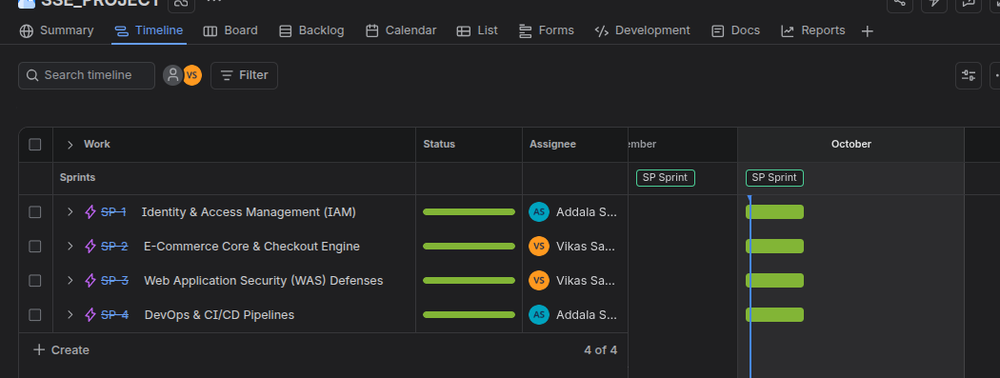 SSE_PROJECT
Summary Timeline Board Backlog Calendar List Forms Development Docs Reports
Search timeline VS Filter
Work Status Assignee ember October
Sprints SP Sprint SP Sprint
SP-1 Identity & Access Management (IAM) AS Addala S...
SP-2 E-Commerce Core & Checkout Engine VS Vikas Sa...
SP-3 Web Application Security (WAS) Defenses VS Vikas Sa...
SP-4 DevOps & CI/CD Pipelines AS Addala S...
Create 4 of 4